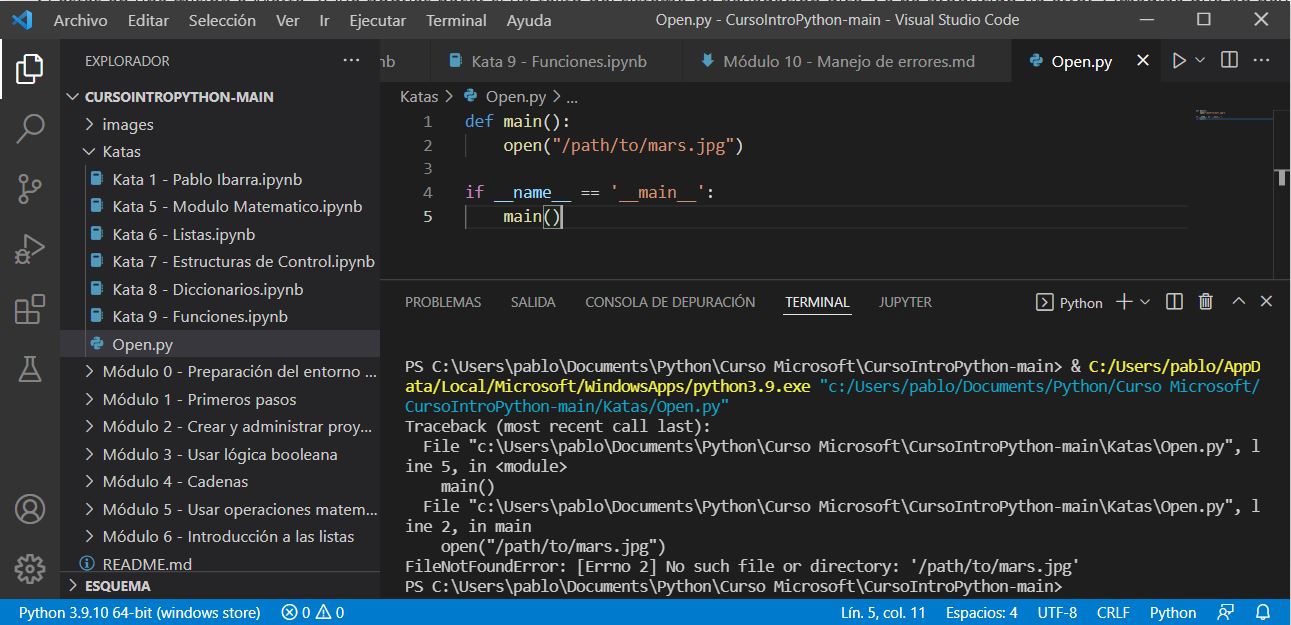 Archivo Editar Selección Ver Ir Ejecutar Terminal Ayuda Open.py - CursoIntroPython-main - Visual Studio Code
EXPLORADOR ···
CURSOINTROPYTHON-MAIN
images
Katas
Kata 1 - Pablo Ibarra.ipynb
Kata 5 - Modulo Matematico.ipynb
Kata 6 - Listas.ipynb
Kata 7 - Estructuras de Control.ipynb
Kata 8 - Diccionarios.ipynb
Kata 9 - Funciones.ipynb
Open.py
Módulo 0 - Preparación del entorno ...
Módulo 1 - Primeros pasos
Módulo 2 - Crear y administrar proy...
Módulo 3 - Usar lógica booleana
Módulo 4 - Cadenas
Módulo 5 - Usar operaciones matem...
Módulo 6 - Introducción a las listas
README.md
ESQUEMA
nb Kata 9 - Funciones.ipynb Módulo 10 - Manejo de errores.md Open.py
Katas > Open.py > ...
1 def main():
2 open("/path/to/mars.jpg")
3
4 if __name__ == '__main__':
5 main()
PROBLEMAS SALIDA CONSOLA DE DEPURACIÓN TERMINAL JUPYTER Python
PS C:\Users\pablo\Documents\Python\Curso Microsoft\CursoIntroPython-main> & C:/Users/pablo/AppD
ata/Local/Microsoft/WindowsApps/python3.9.exe "c:/Users/pablo/Documents/Python/Curso Microsoft/
CursoIntroPython-main/Katas/Open.py"
Traceback (most recent call last):
File "c:\Users\pablo\Documents\Python\Curso Microsoft\CursoIntroPython-main\Katas\Open.py", l
ine 5, in <module>
main()
File "c:\Users\pablo\Documents\Python\Curso Microsoft\CursoIntroPython-main\Katas\Open.py", l
ine 2, in main
open("/path/to/mars.jpg")
FileNotFoundError: [Errno 2] No such file or directory: '/path/to/mars.jpg'
PS C:\Users\pablo\Documents\Python\Curso Microsoft\CursoIntroPython-main>
Python 3.9.10 64-bit (windows store) 0 0 Lín. 5, col. 11 Espacios: 4 UTF-8 CRLF Python